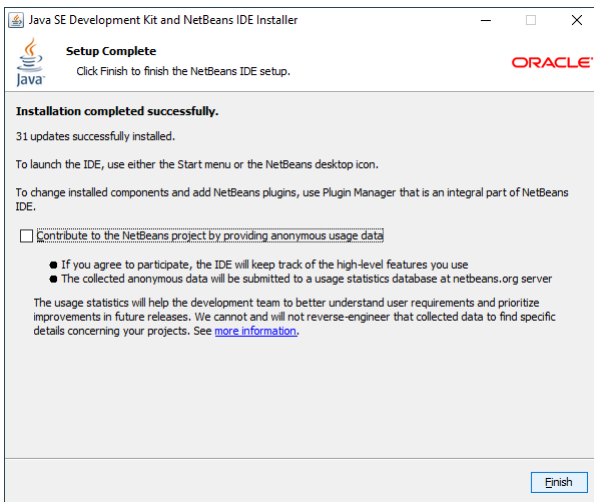 Java SE Development Kit and NetBeans IDE Installer
Setup Complete
Click Finish to finish the NetBeans IDE setup.
Java
ORACLE
Installation completed successfully.
31 updates successfully installed.
To launch the IDE, use either the Start menu or the NetBeans desktop icon.
To change installed components and add NetBeans plugins, use Plugin Manager that is an integral part of NetBeans
IDE.
Contribute to the NetBeans project by providing anonymous usage data
If you agree to participate, the IDE will keep track of the high-level features you use
The collected anonymous data will be submitted to a usage statistics database at netbeans.org server
The usage statistics will help the development team to better understand user requirements and prioritize
improvements in future releases. We cannot and will not reverse-engineer that collected data to find specific
details concerning your projects. See more information.
Finish